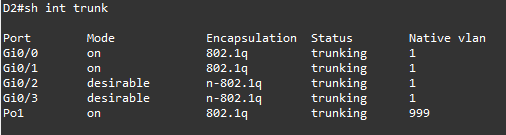 D2#sh int trunk
Port Mode Encapsulation Status Native vlan
Gi0/0 on 802.1q trunking 1
Gi0/1 on 802.1q trunking 1
Gi0/2 desirable n-802.1q trunking 1
Gi0/3 desirable n-802.1q trunking 1
Po1 on 802.1q trunking 999